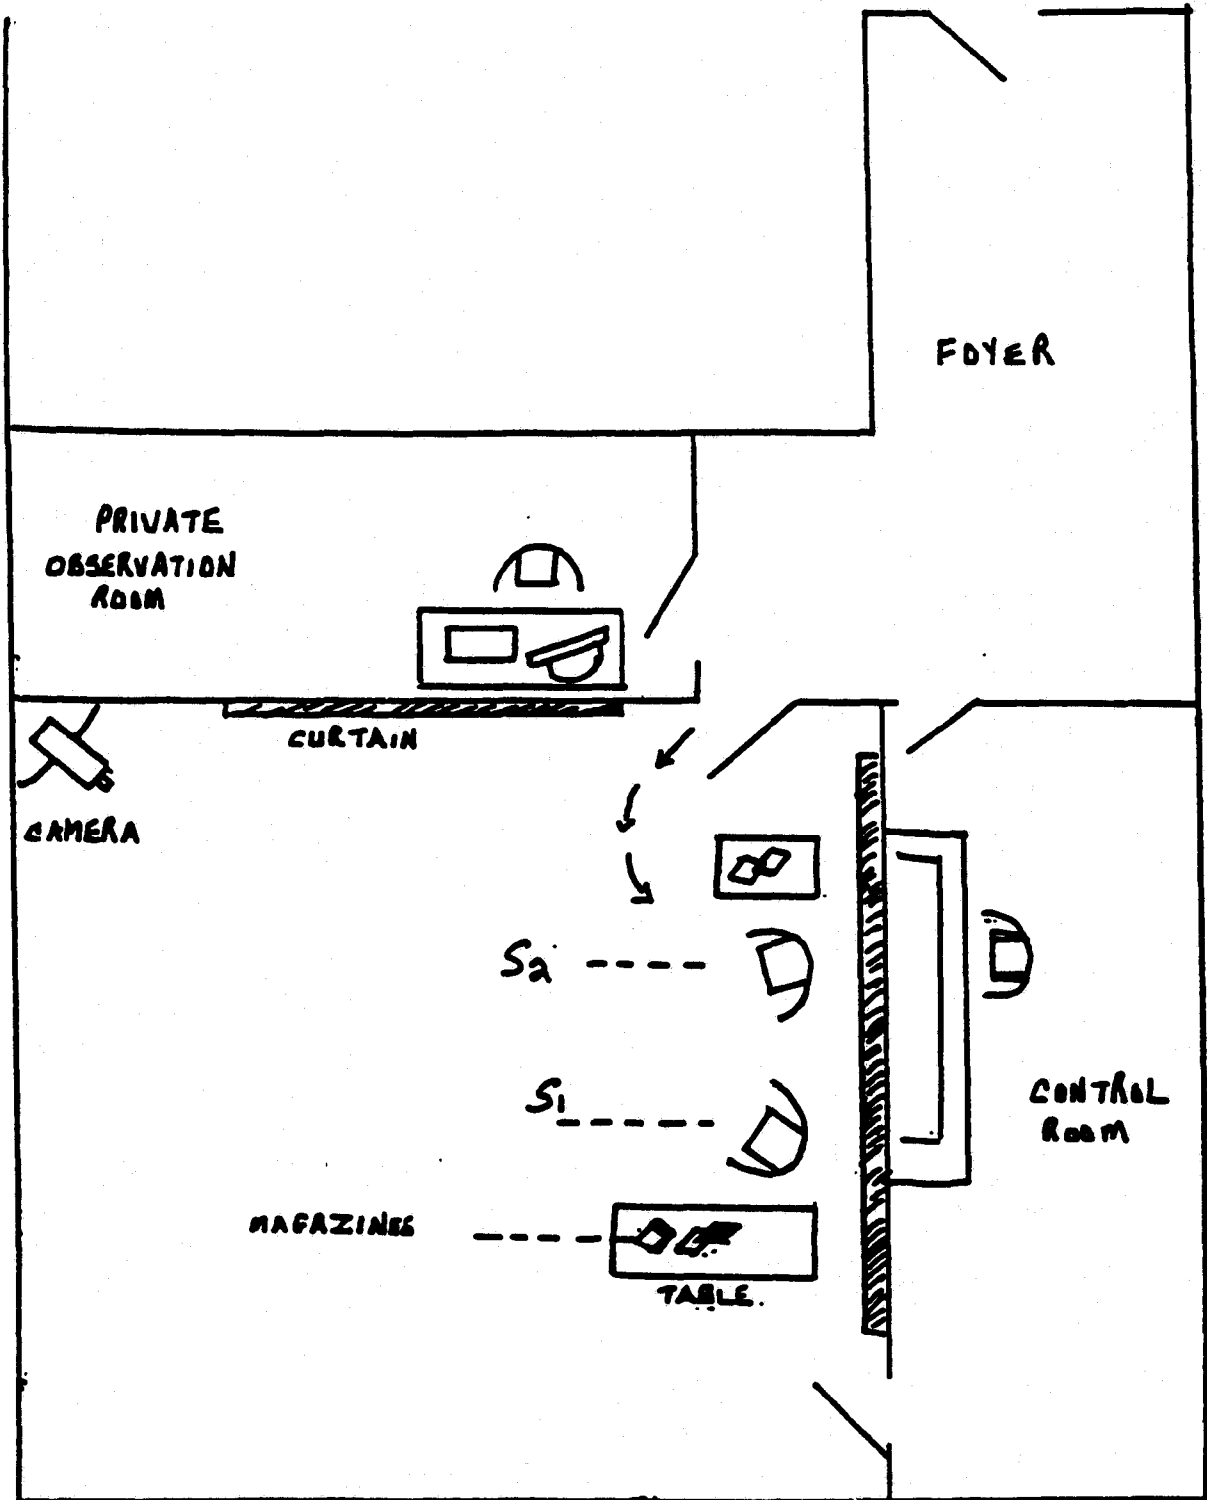 FOYER
PRIVATE
OBSERVATION
ROOM
CURTAIN
CAMERA
S2
S1
CONTROL
ROOM
MAGAZINES
TABLE.